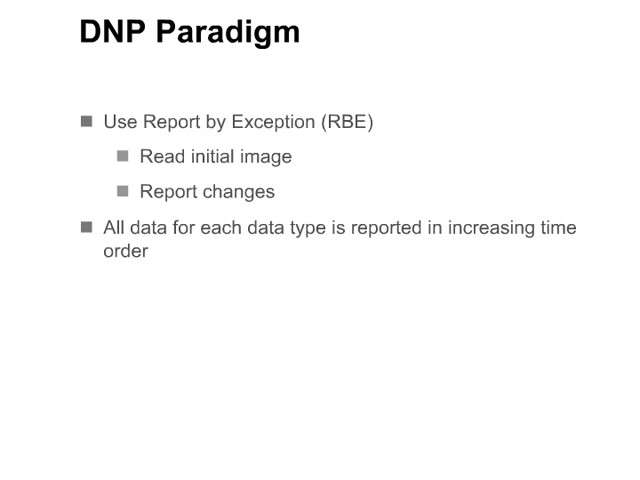 DNP Paradigm
Use Report by Exception (RBE)
Read initial image
Report changes
All data for each data type is reported in increasing time
order